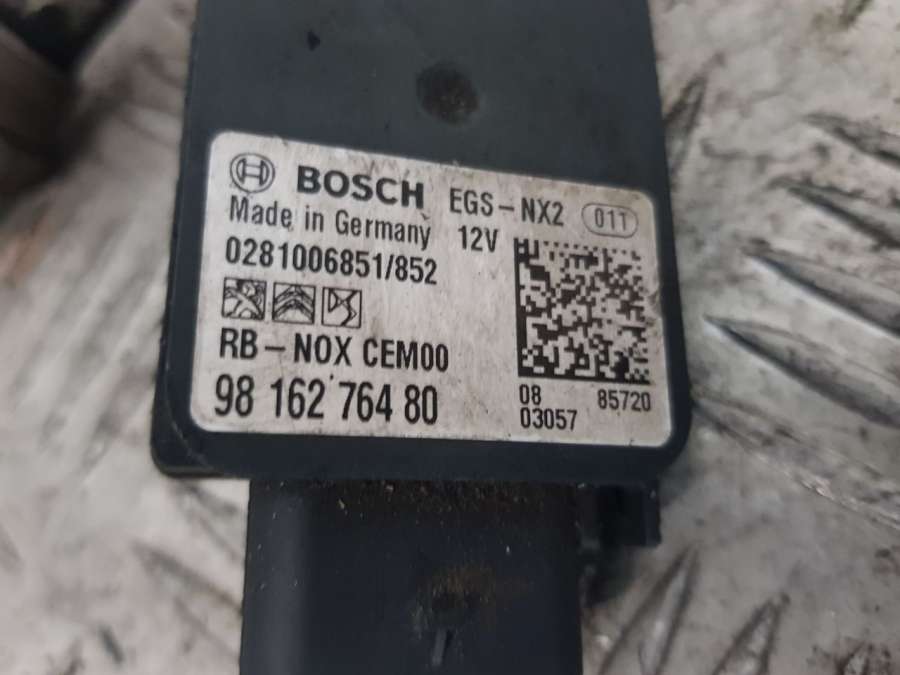 BOSCH EGS-NX2 011
Made in Germany 12V
0281006851/852
RB-NOX CEM00
98 162 764 80
08 85720
03057